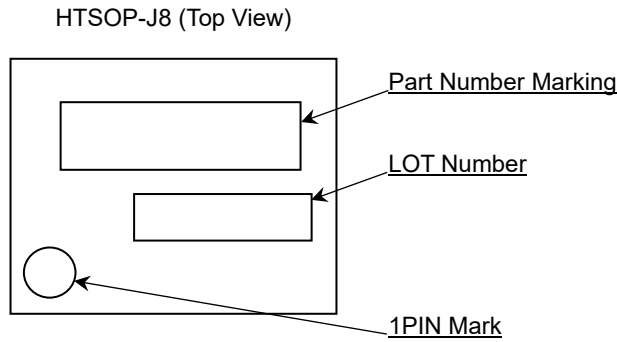 HTSOP-J8 (Top View)
Part Number Marking
LOT Number
1PIN Mark